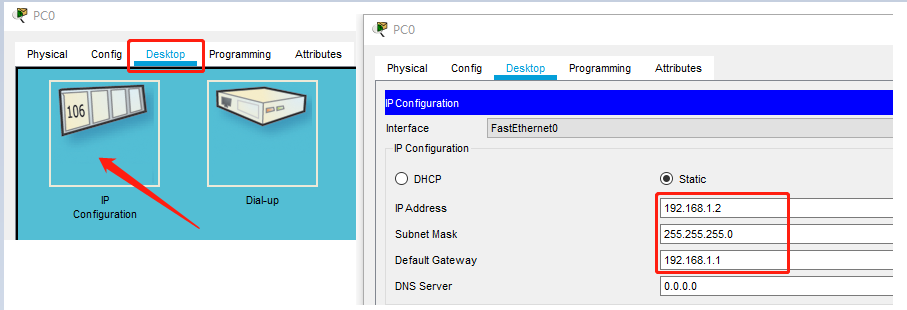 PC0
Physical Config Desktop Programming Attributes
106
IP
Configuration
Dial-up
PC0
Physical Config Desktop Programming Attributes
IP Configuration
Interface FastEthernet0
IP Configuration
DHCP Static
IP Address 192.168.1.2
Subnet Mask 255.255.255.0
Default Gateway 192.168.1.1
DNS Server 0.0.0.0